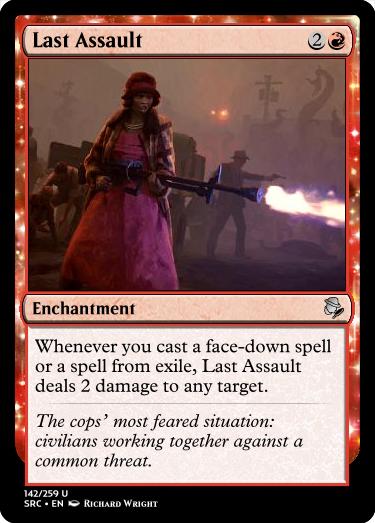 Last Assault 2
Enchantment
Whenever you cast a face-down spell
or a spell from exile, Last Assault
deals 2 damage to any target.
The cops' most feared situation:
civilians working together against a
common threat.
142/259 U
SRC • EN Richard Wright